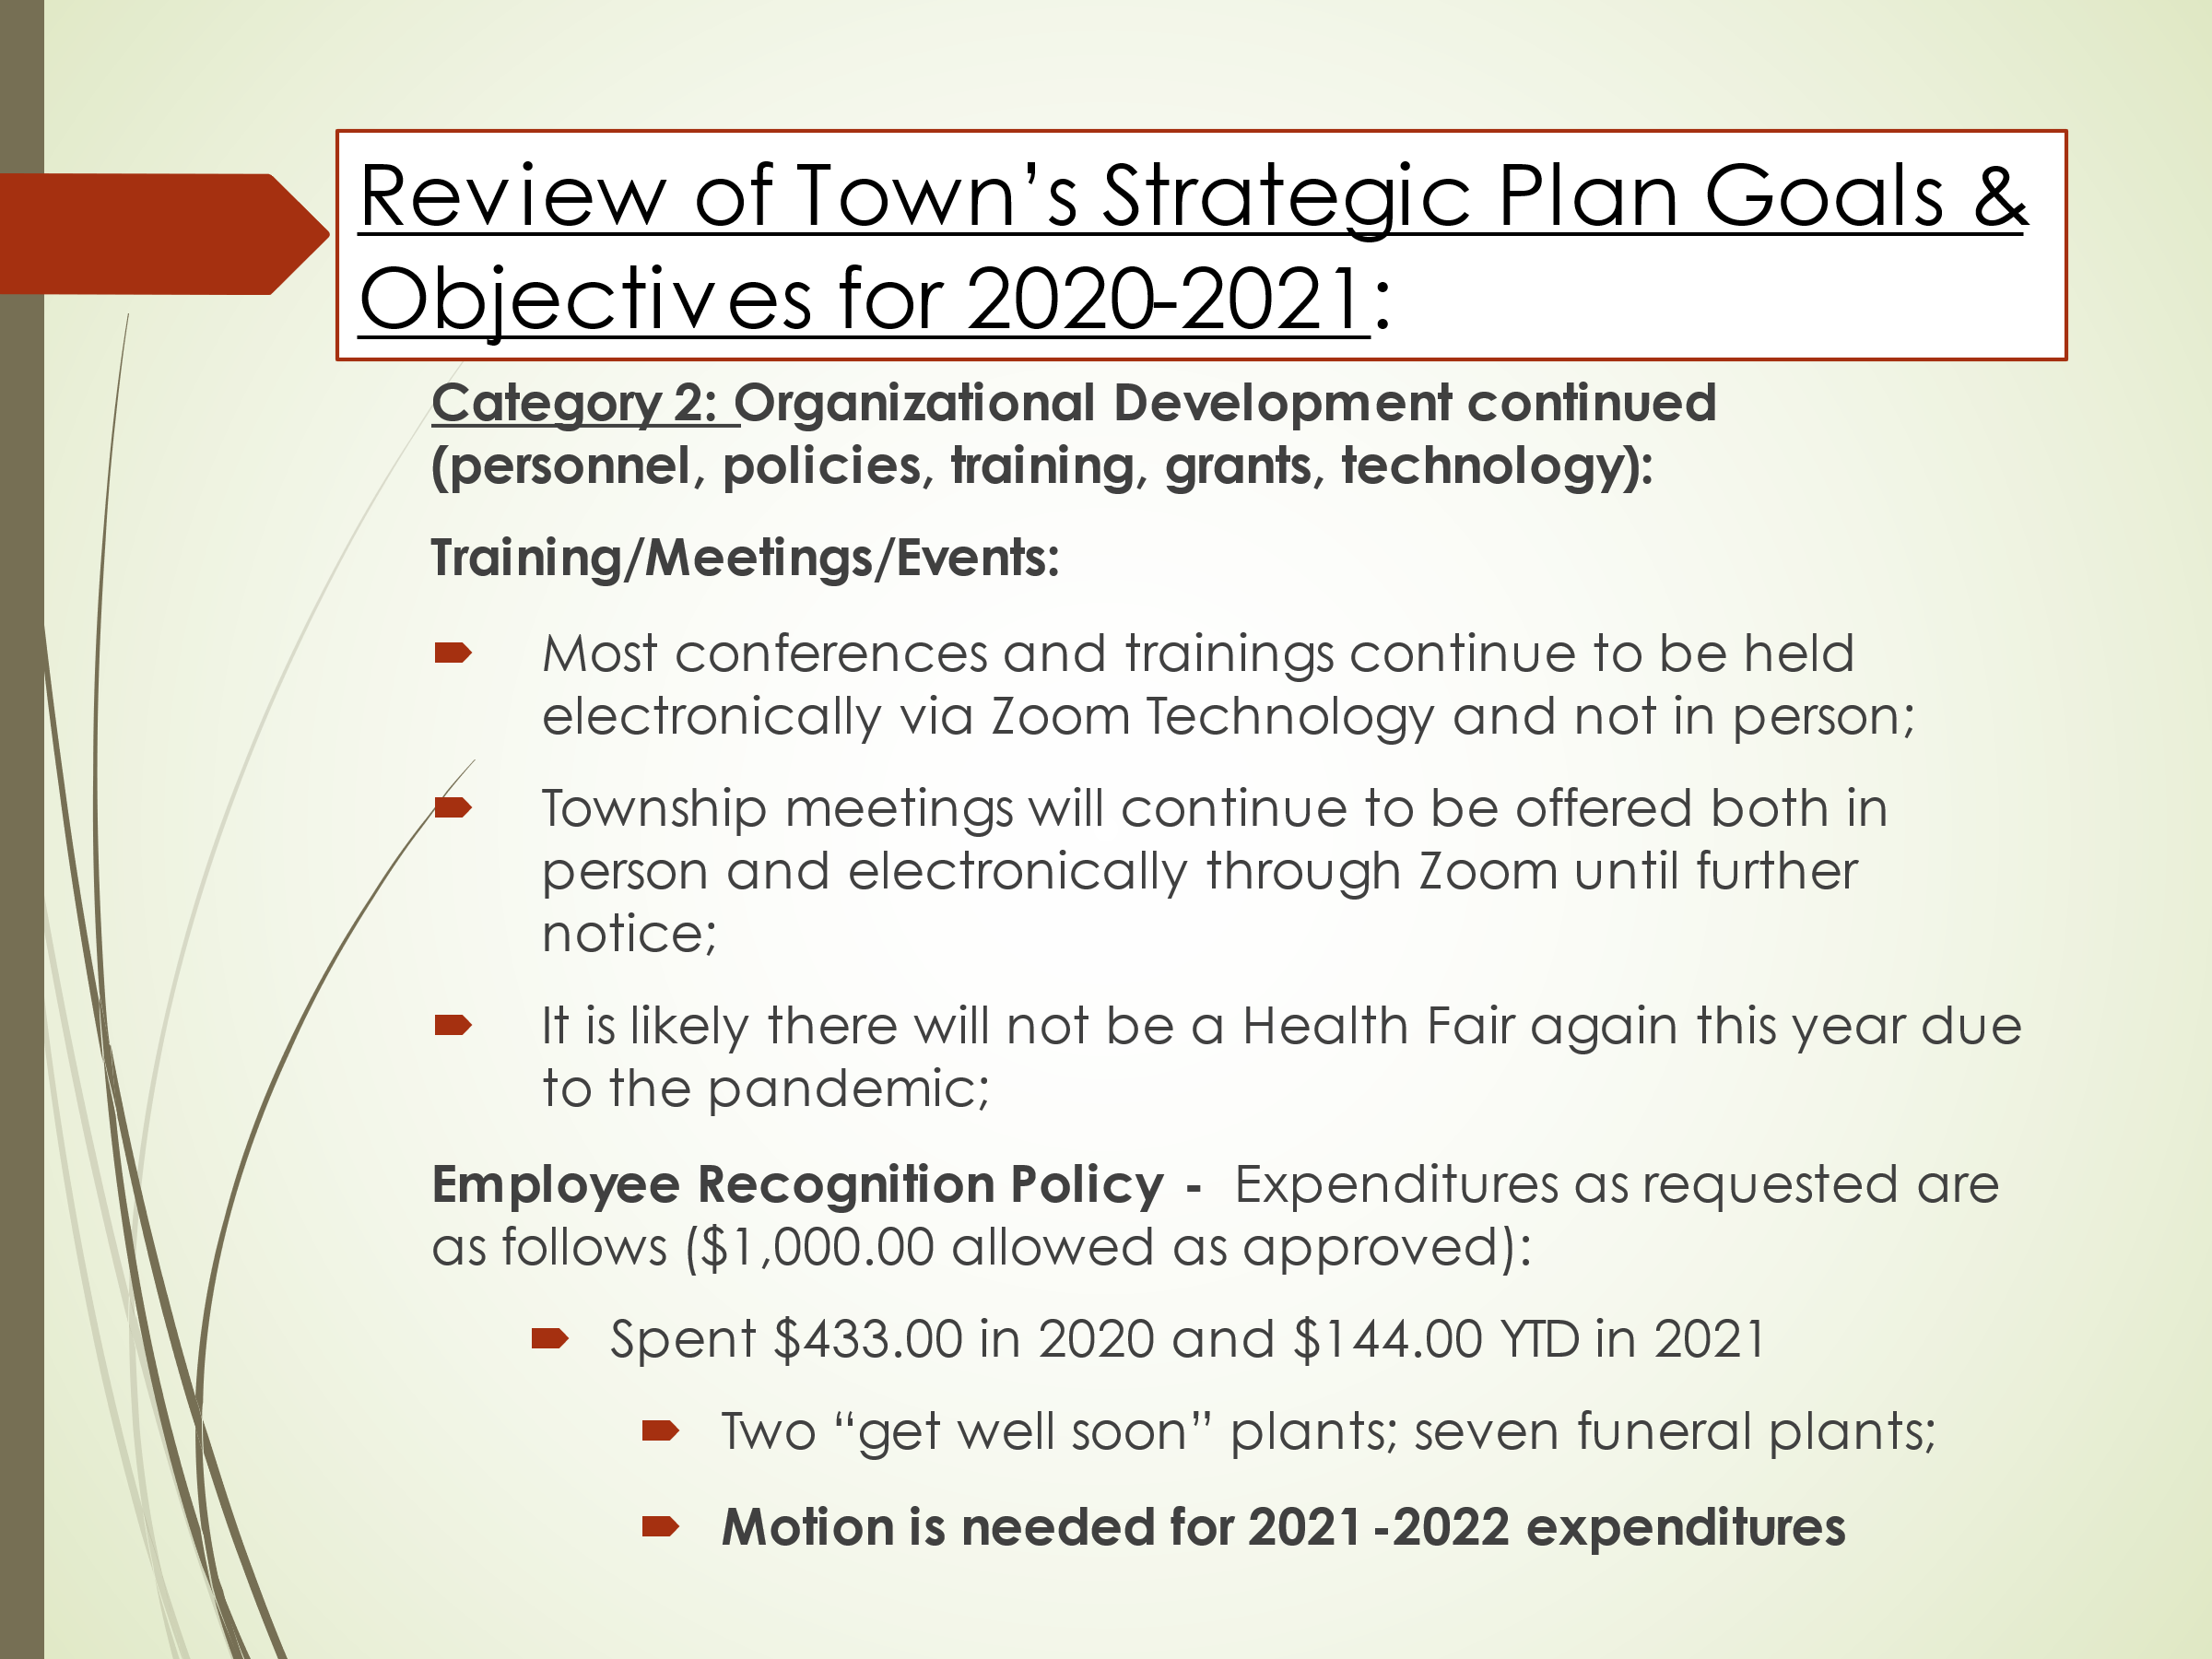 Review of Town’s Strategic Plan Goals &
Objectives for 2020-2021:
Category 2: Organizational Development continued
(personnel, policies, training, grants, technology):
Training/Meetings/Events:
Most conferences and trainings continue to be held
electronically via Zoom Technology and not in person;
Township meetings will continue to be offered both in
person and electronically through Zoom until further
notice;
It is likely there will not be a Health Fair again this year due
to the pandemic;
Employee Recognition Policy - Expenditures as requested are
as follows ($1,000.00 allowed as approved):
Spent $433.00 in 2020 and $144.00 YTD in 2021
Two “get well soon” plants; seven funeral plants;
Motion is needed for 2021-2022 expenditures